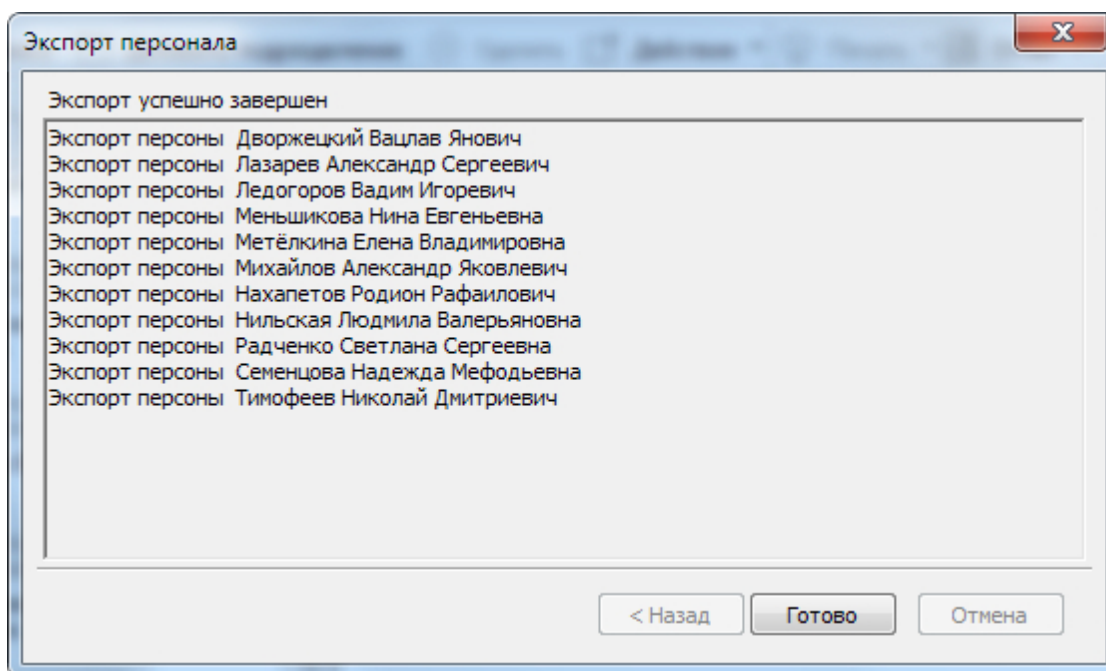 Экспорт персонала
Экспорт успешно завершен
Экспорт персоны Дворжецкий Вацлав Янович
Экспорт персоны Лазарев Александр Сергеевич
Экспорт персоны Ледогоров Вадим Игоревич
Экспорт персоны Меньшикова Нина Евгеньевна
Экспорт персоны Метёлкина Елена Владимировна
Экспорт персоны Михайлов Александр Яковлевич
Экспорт персоны Нахапетов Родион Рафаилович
Экспорт персоны Нильская Людмила Валерьяновна
Экспорт персоны Радченко Светлана Сергеевна
Экспорт персоны Семенцова Надежда Мефодьевна
Экспорт персоны Тимофеев Николай Дмитриевич
< Назад Готово Отмена